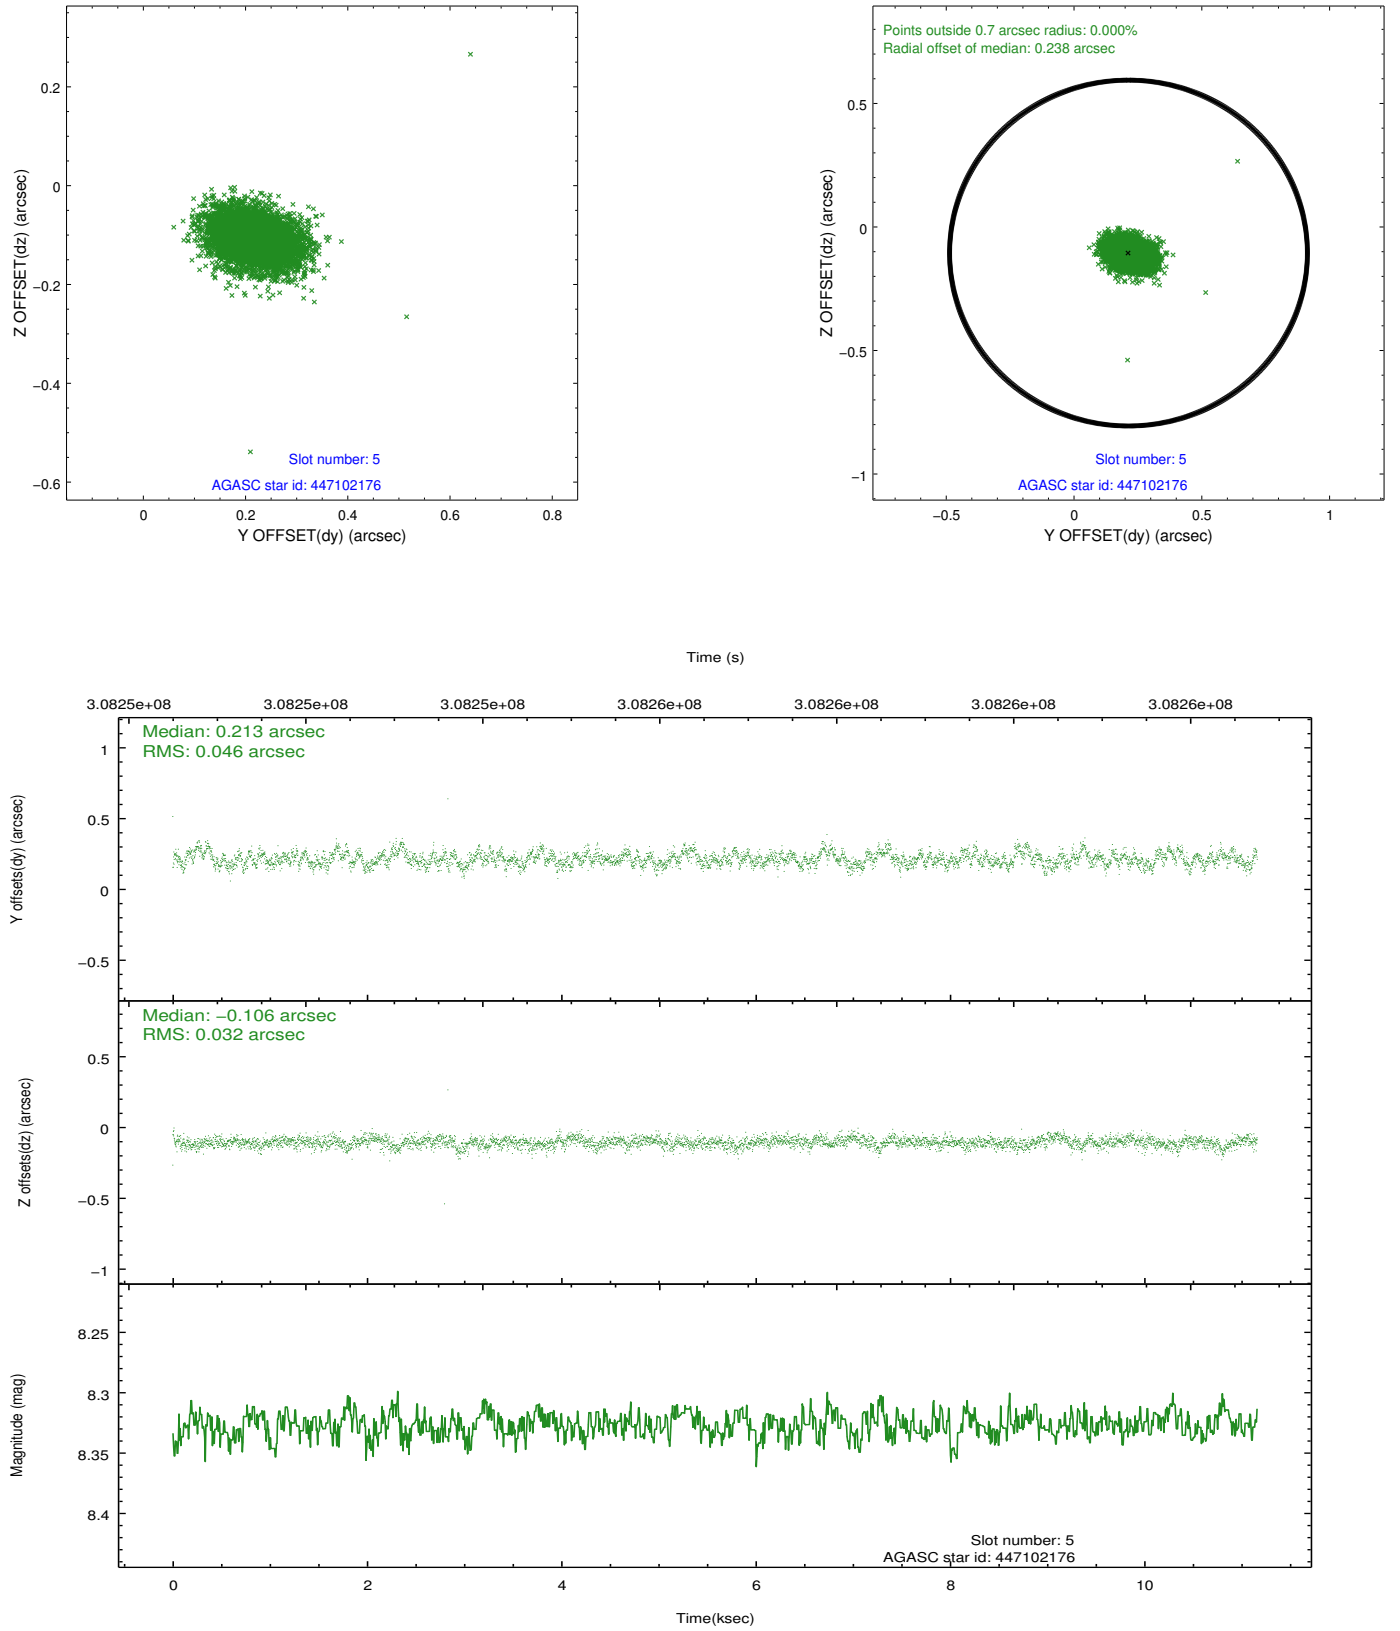 0.2
0
−0.2
−0.4
−0.6
0
0.2
0.4
0.6
0.8
Z OFFSET(dz) (arcsec)
Y OFFSET(dy) (arcsec)
Slot number: 5
AGASC star id: 447102176
Points outside 0.7 arcsec radius: 0.000%
Radial offset of median: 0.238 arcsec
0.5
0
−0.5
−1
−0.5
0
0.5
1
Z OFFSET(dz) (arcsec)
Y OFFSET(dy) (arcsec)
Slot number: 5
AGASC star id: 447102176
Time (s)
3.0825e+08
3.0825e+08
3.0825e+08
3.0826e+08
3.0826e+08
3.0826e+08
3.0826e+08
Median: 0.213 arcsec
RMS: 0.046 arcsec
1
0.5
0
−0.5
Y offsets(dy) (arcsec)
Median: −0.106 arcsec
RMS: 0.032 arcsec
0.5
0
−0.5
−1
Z offsets(dz) (arcsec)
8.25
8.3
8.35
8.4
Magnitude (mag)
Slot number: 5
AGASC star id: 447102176
0
2
4
6
8
10
Time(ksec)